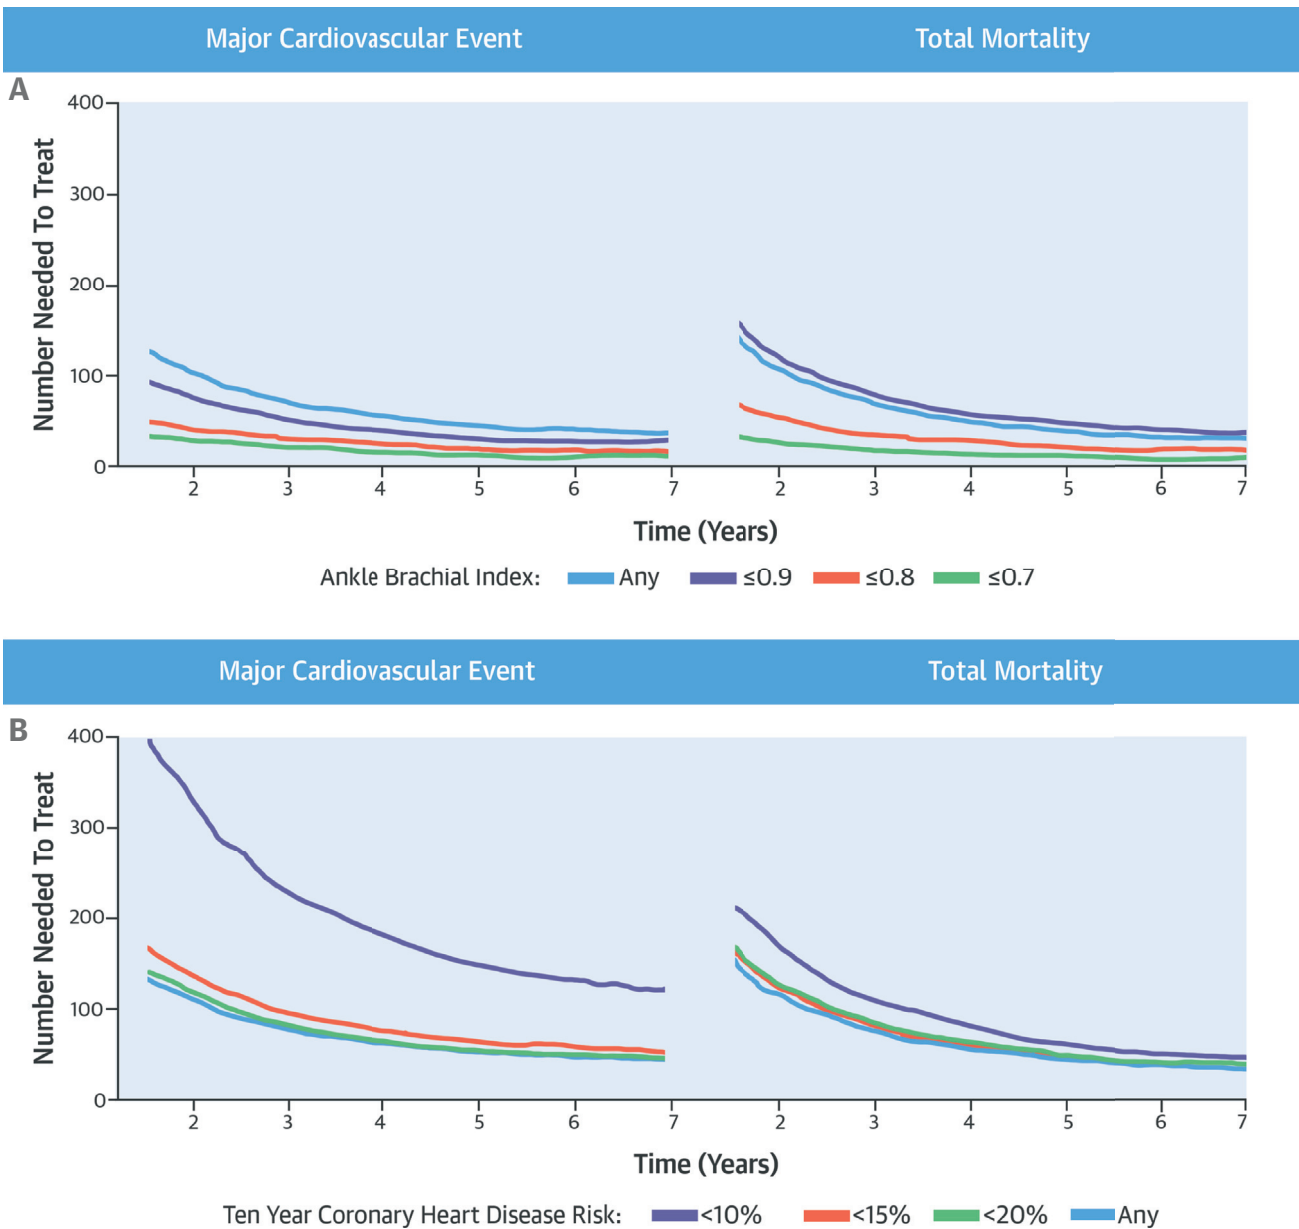 Major Cardiovascular Event Total Mortality
A
Number Needed To Treat
400
300
200
100
0
2 3 4 5 6 7 2 3 4 5 6 7
Time (Years)
Ankle Brachial Index: Any ≤0.9 ≤0.8 ≤0.7
Major Cardiovascular Event Total Mortality
B
Number Needed To Treat
400
300
200
100
0
2 3 4 5 6 7 2 3 4 5 6 7
Time (Years)
Ten Year Coronary Heart Disease Risk: <10% <15% <20% Any